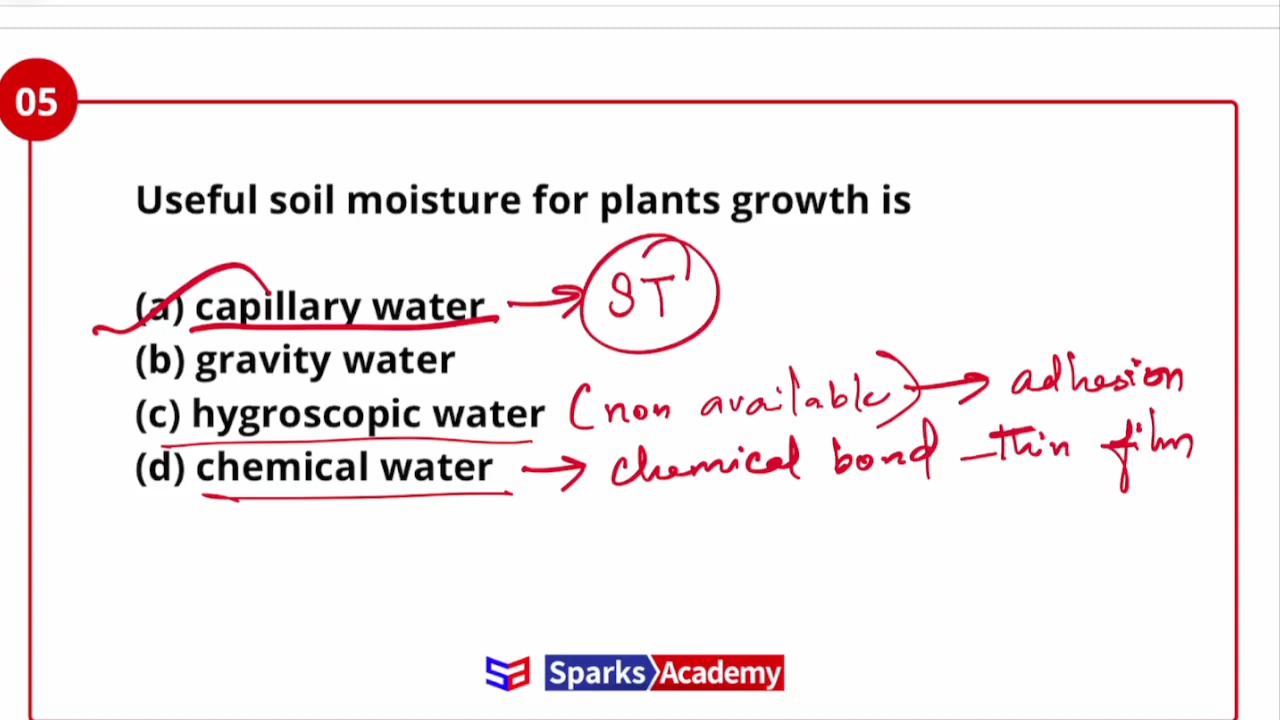 05
Useful soil moisture for plants growth is
(a) capillary water → ST
(b) gravity water
(c) hygroscopic water (non available) → adhesion
(d) chemical water → chemical bond - thin film
Sparks Academy